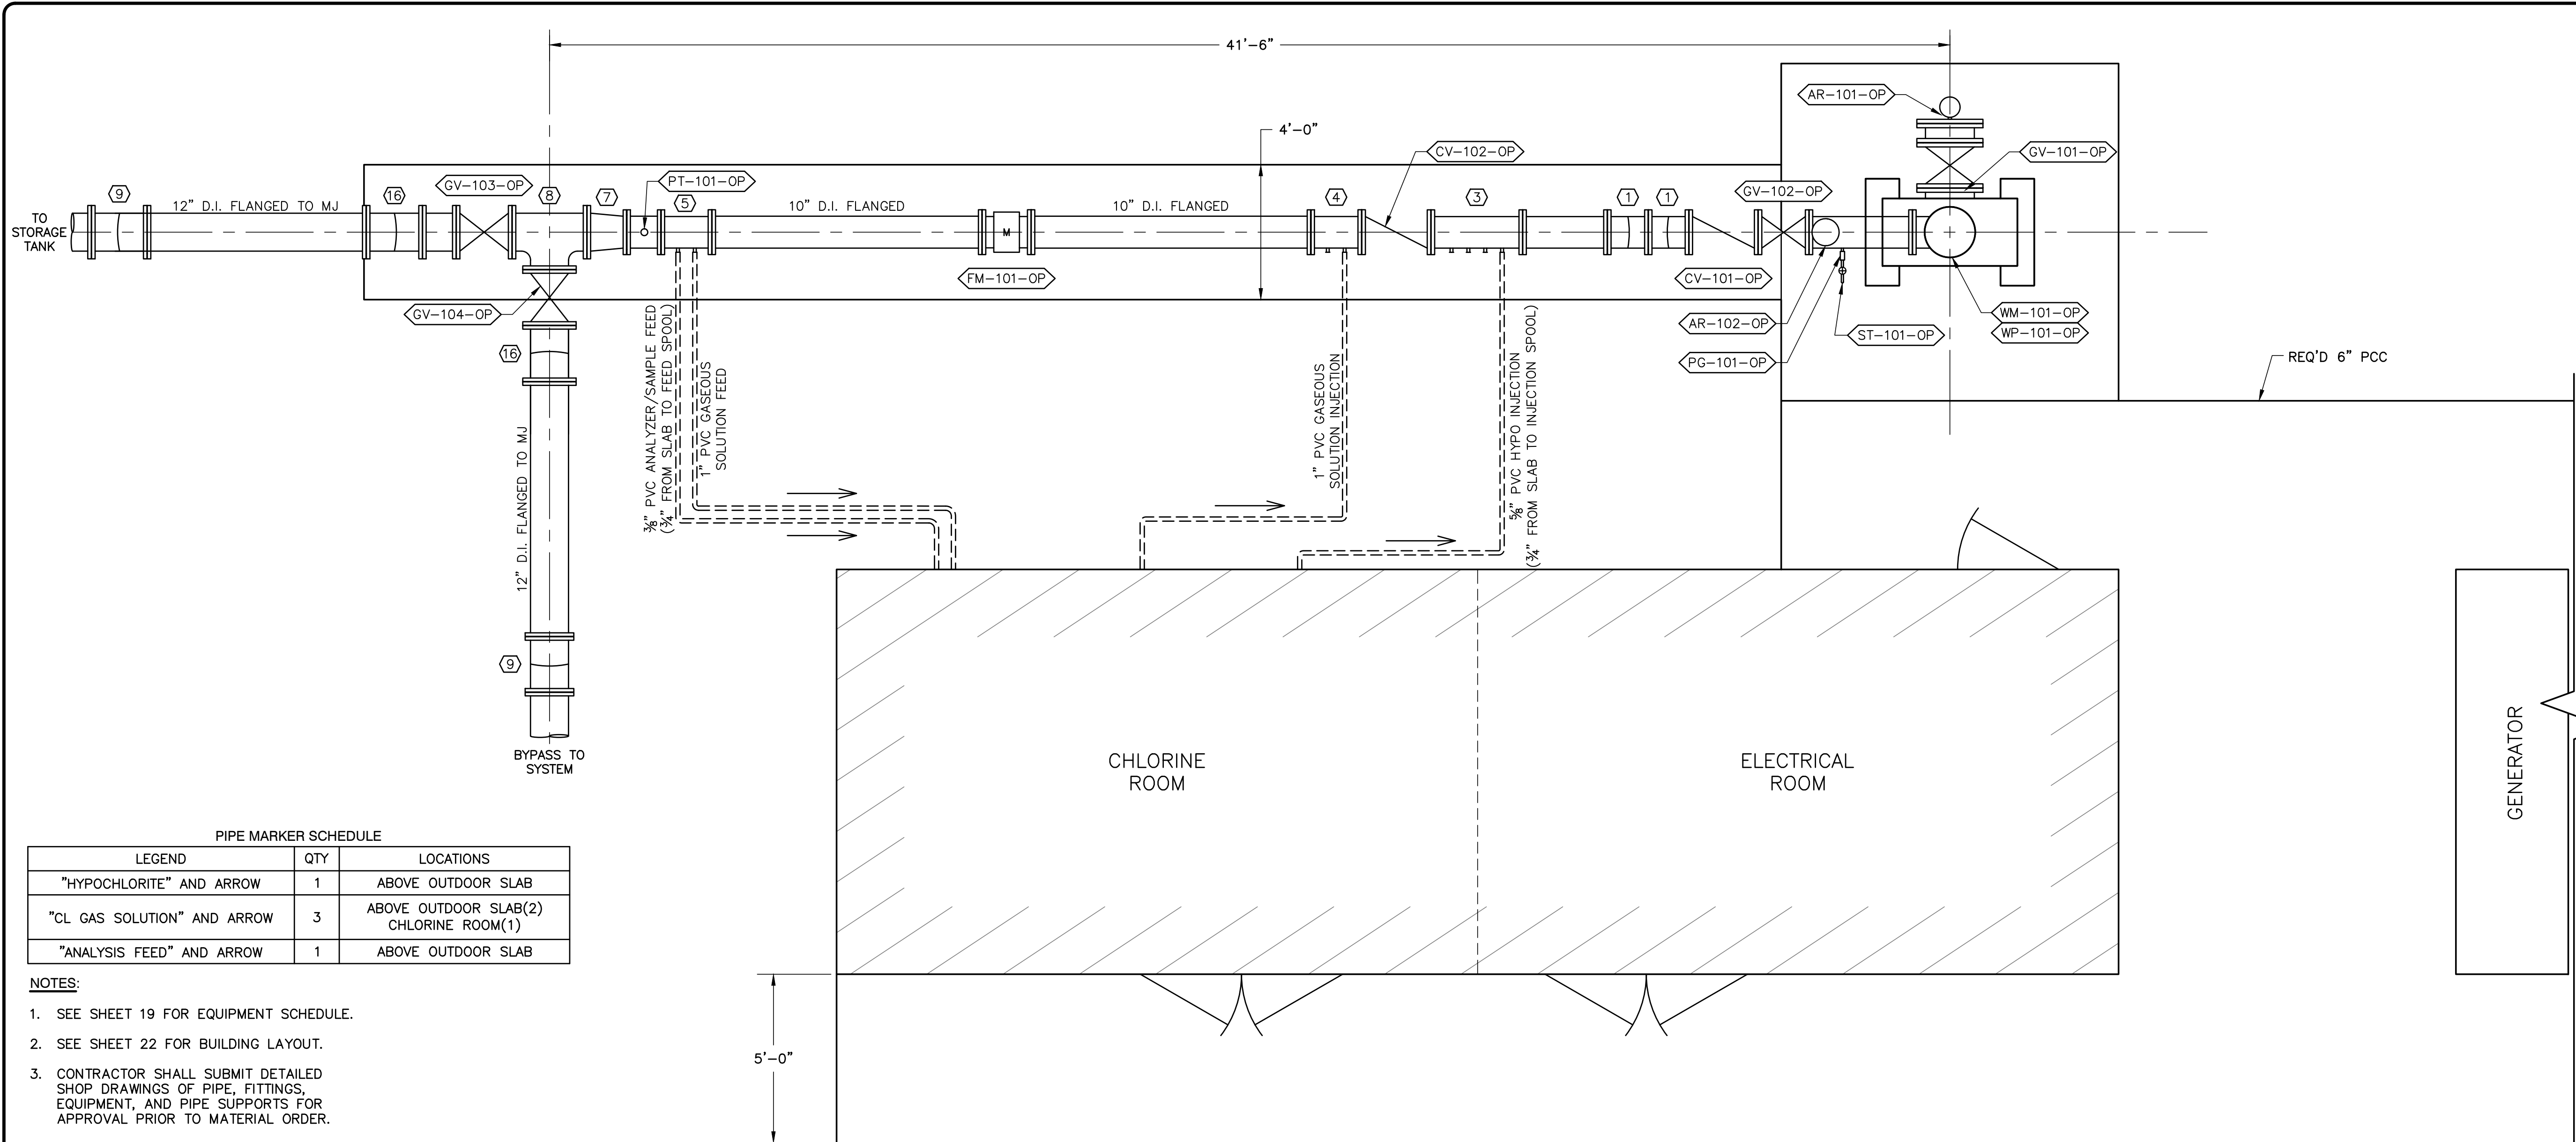 41'-6"
AR-101-OP
4'-0"
CV-102-OP
GV-101-OP
9
12" D.I. FLANGED TO MJ
16
GV-103-OP
8
7
PT-101-OP
5
10" D.I. FLANGED
10" D.I. FLANGED
4
3
1
1
GV-102-OP
TO
STORAGE
TANK
M
FM-101-OP
CV-101-OP
GV-104-OP
AR-102-OP
ST-101-OP
WM-101-OP
WP-101-OP
PG-101-OP
16
REQ'D 6" PCC
⅜" PVC ANALYZER/SAMPLE FEED
(¾" FROM SLAB TO FEED SPOOL)
1" PVC GASEOUS
SOLUTION FEED
1" PVC GASEOUS
SOLUTION INJECTION
⅝" PVC HYPO INJECTION
(¾" FROM SLAB TO INJECTION SPOOL)
12" D.I. FLANGED TO MJ
9
BYPASS TO
SYSTEM
CHLORINE
ROOM
ELECTRICAL
ROOM
GENERATOR
PIPE MARKER SCHEDULE
LEGEND QTY LOCATIONS
"HYPOCHLORITE" AND ARROW 1 ABOVE OUTDOOR SLAB
"CL GAS SOLUTION" AND ARROW 3 ABOVE OUTDOOR SLAB(2)
CHLORINE ROOM(1)
"ANALYSIS FEED" AND ARROW 1 ABOVE OUTDOOR SLAB
NOTES:
1. SEE SHEET 19 FOR EQUIPMENT SCHEDULE.
2. SEE SHEET 22 FOR BUILDING LAYOUT.
3. CONTRACTOR SHALL SUBMIT DETAILED
SHOP DRAWINGS OF PIPE, FITTINGS,
EQUIPMENT, AND PIPE SUPPORTS FOR
APPROVAL PRIOR TO MATERIAL ORDER.
5'-0"